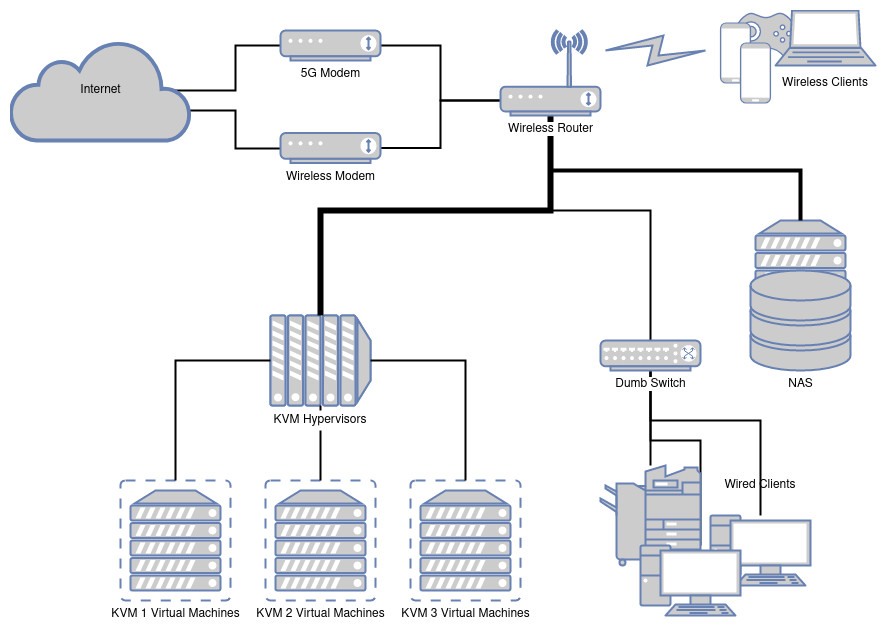 Internet
5G Modem
Wireless Modem
Wireless Router
Wireless Clients
NAS
Dumb Switch
KVM Hypervisors
Wired Clients
KVM 1 Virtual Machines
KVM 2 Virtual Machines
KVM 3 Virtual Machines